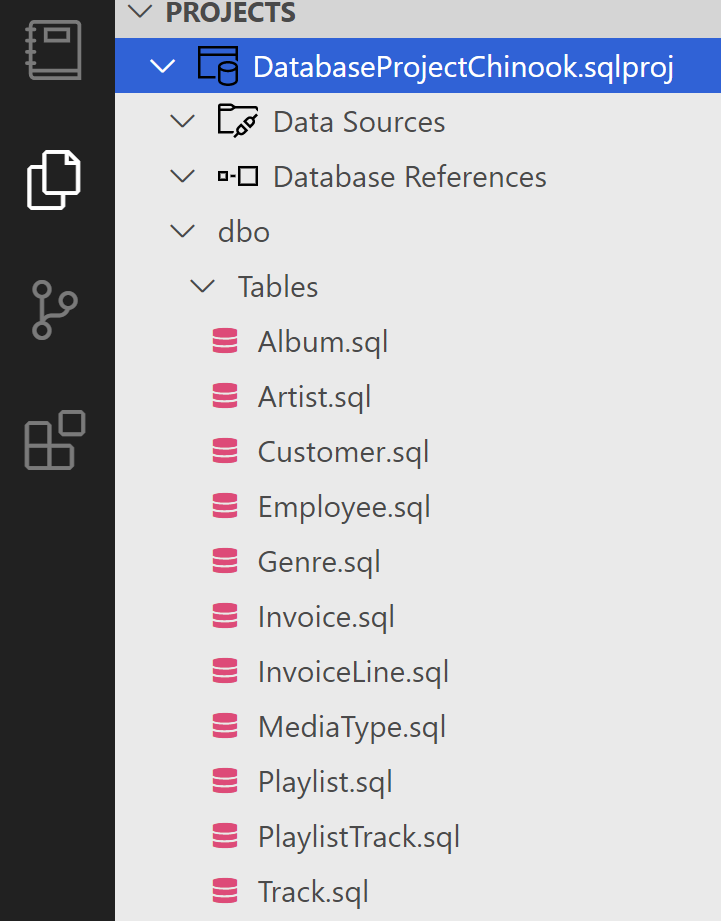 PROJECTS
DatabaseProjectChinook.sqlproj
Data Sources
Database References
dbo
Tables
Album.sql
Artist.sql
Customer.sql
Employee.sql
Genre.sql
Invoice.sql
InvoiceLine.sql
MediaType.sql
Playlist.sql
PlaylistTrack.sql
Track.sql